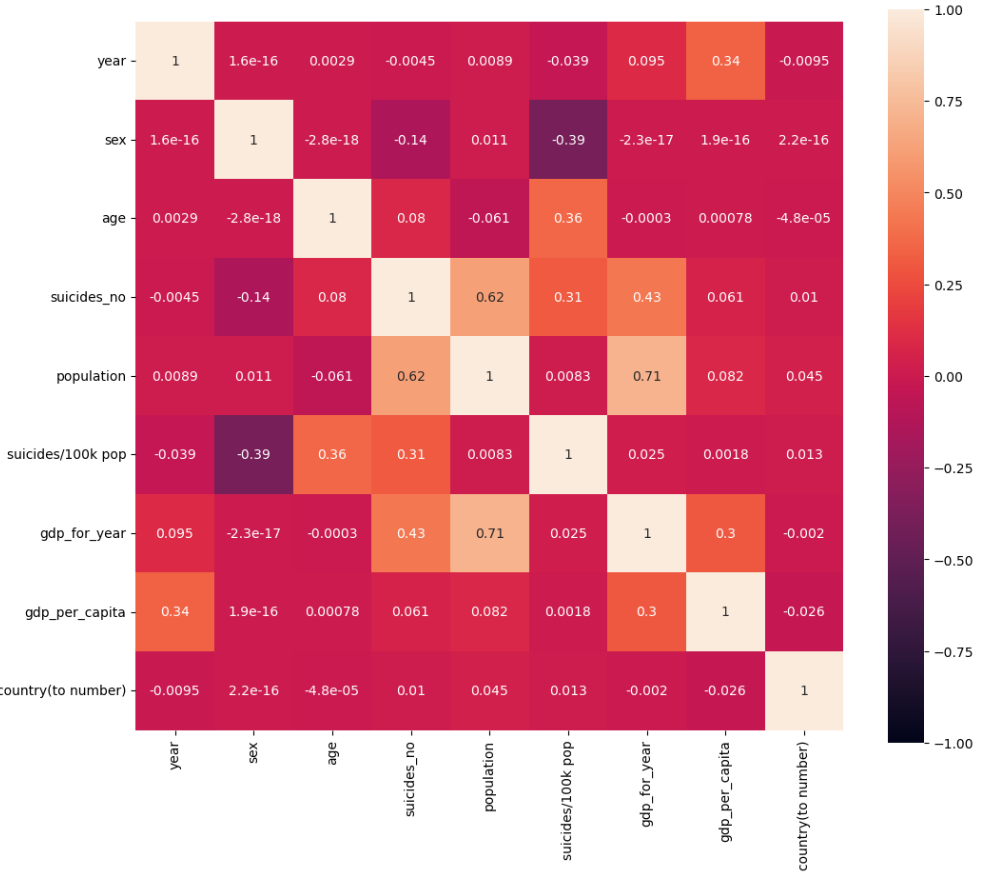 year 1 1.6e-16 0.0029 -0.0045 0.0089 -0.039 0.095 0.34 -0.0095
sex 1.6e-16 1 -2.8e-18 -0.14 0.011 -0.39 -2.3e-17 1.9e-16 2.2e-16
age 0.0029 -2.8e-18 1 0.08 -0.061 0.36 -0.0003 0.00078 -4.8e-05
suicides_no -0.0045 -0.14 0.08 1 0.62 0.31 0.43 0.061 0.01
population 0.0089 0.011 -0.061 0.62 1 0.0083 0.71 0.082 0.045
suicides/100k pop -0.039 -0.39 0.36 0.31 0.0083 1 0.025 0.0018 0.013
gdp_for_year 0.095 -2.3e-17 -0.0003 0.43 0.71 0.025 1 0.3 -0.002
gdp_per_capita 0.34 1.9e-16 0.00078 0.061 0.082 0.0018 0.3 1 -0.026
country(to number) -0.0095 2.2e-16 -4.8e-05 0.01 0.045 0.013 -0.002 -0.026 1
year
sex
age
suicides_no
population
suicides/100k pop
gdp_for_year
gdp_per_capita
country(to number)
1.00
0.75
0.50
0.25
0.00
−0.25
−0.50
−0.75
−1.00